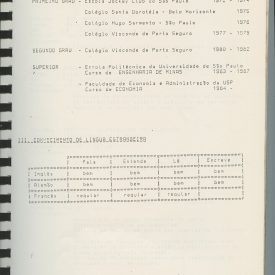 PRIMEIRO GRAU - Escola Jockey Club de São Paulo 1971 - 1974
Colégio Santa Dorotéia - Belo Horizonte 1975
Colégio Hugo Sarmento - São Paulo 1976
Colégio Visconde de Porto Seguro 1977 - 1979
SEGUNDO GRAU - Colégio Visconde de Porto Seguro 1980 - 1982
SUPERIOR - Escola Politécnica da Universidade de São Paulo
Curso de ENGENHARIA DE MINAS 1983 - 1987
- Faculdade de Economia e Administração da USP
Curso de ECONOMIA 1984 -
III. CONHECIMENTO DE LINGUA ESTRANGEIRA
Fala Entende Lê Escreve
Inglês bem bem bem bem
Alemão bem bem bem bem
Francês regular regular regular